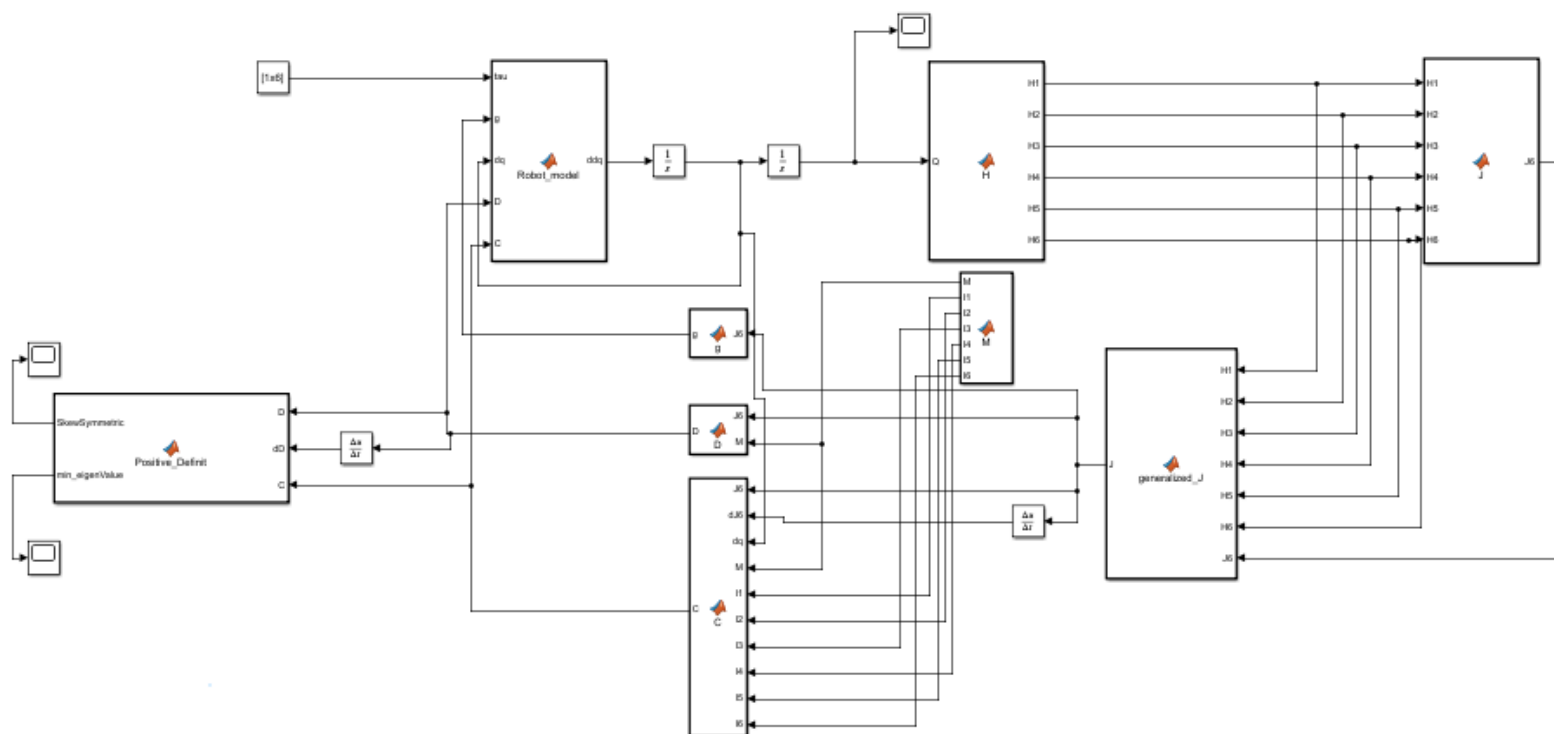 [1x6]
tau
g
dq
D
C
ddq
Robot_model
1
s
1
s
Q
H
H1
H2
H3
H4
H5
H6
H1
H2
H3
H4
H5
H6
J6
J
M
I1
I2
I3
I4
I5
I6
M
g
J6
g
D
J6
M
D
J6
dJ6
dq
M
I1
I2
I3
I4
I5
I6
C
C
Δu
Δt
H1
H2
H3
H4
H5
H6
J6
J
generalized_J
SkewSymmetric
min_eigenValue
D
dD
C
Positive_Definit
Δu
Δt